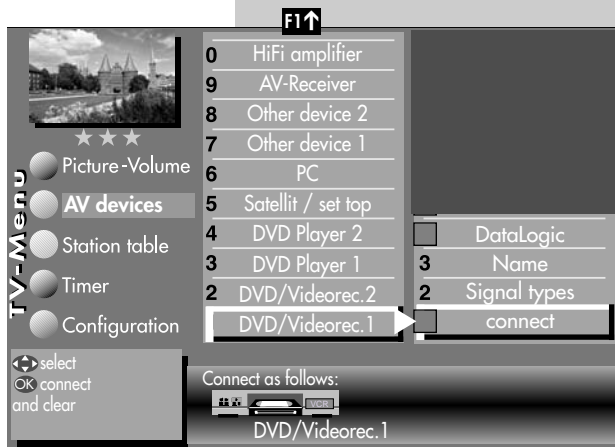 F1↑
TV-Menu
Picture-Volume
AV devices
Station table
Timer
Configuration
0 HiFi amplifier
9 AV-Receiver
8 Other device 2
7 Other device 1
6 PC
5 Satellit / set top
4 DVD Player 2
3 DVD Player 1
2 DVD/Videorec.2
DVD/Videorec.1
DataLogic
3 Name
2 Signal types
connect
select
OK connect
and clear
Connect as follows:
VCR
DVD/Videorec.1